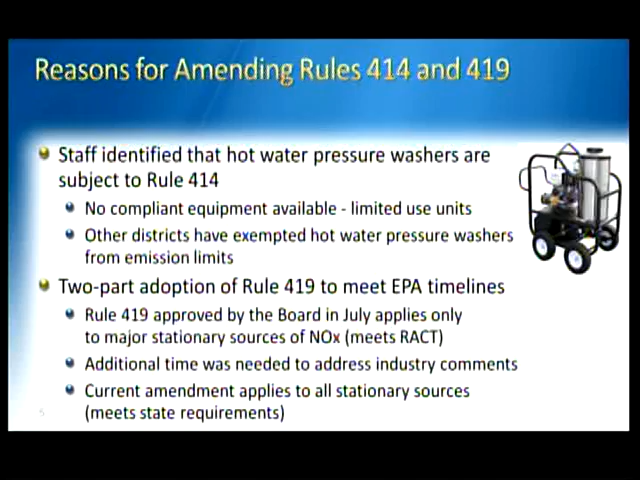 Reasons for Amending Rules 414 and 419
Staff identified that hot water pressure washers are
subject to Rule 414
No compliant equipment available - limited use units
Other districts have exempted hot water pressure washers
from emission limits
Two-part adoption of Rule 419 to meet EPA timelines
Rule 419 approved by the Board in July applies only
to major stationary sources of NOx (meets RACT)
Additional time was needed to address industry comments
Current amendment applies to all stationary sources
(meets state requirements)
5